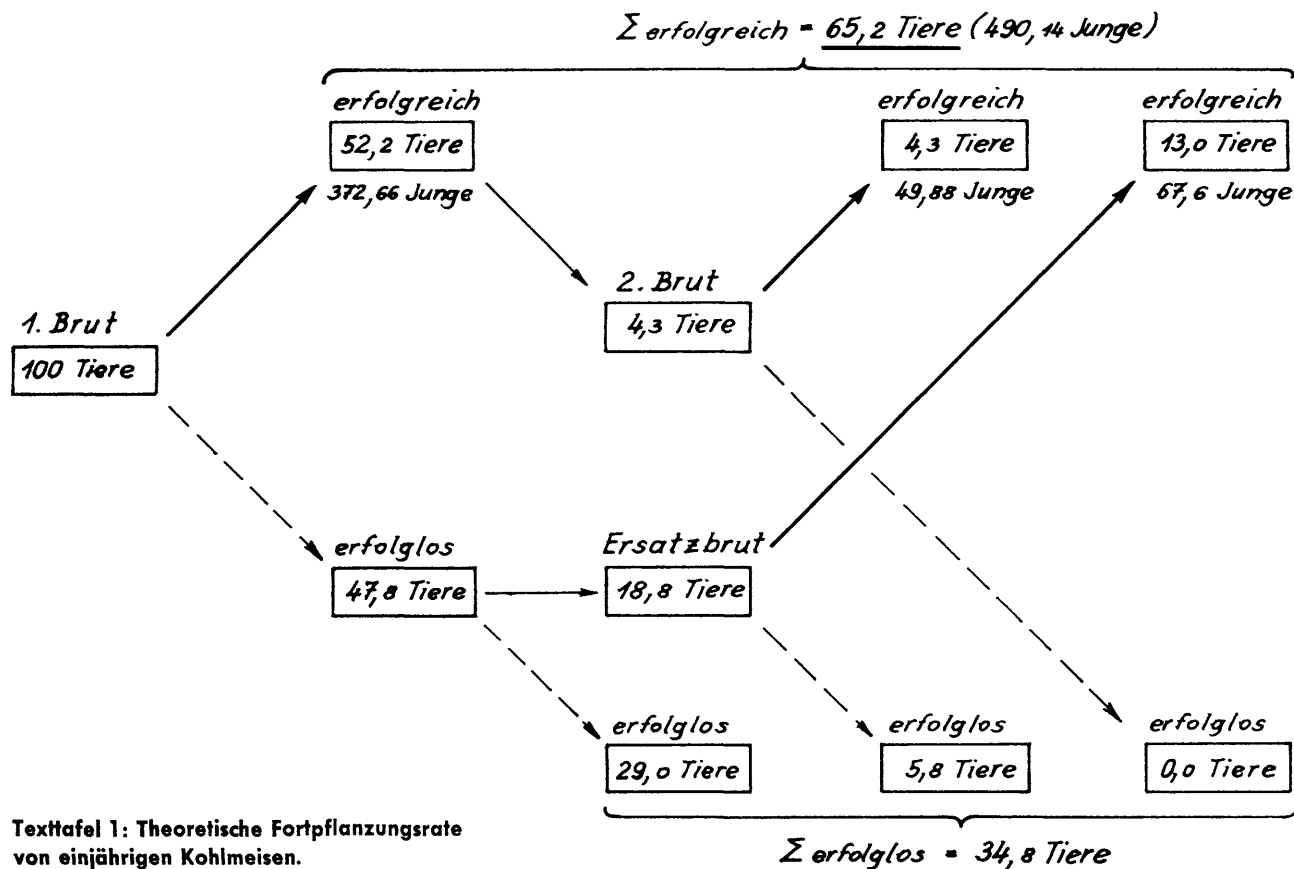 Σ erfolgreich = 65,2 Tiere (490,14 Junge)
erfolgreich
52,2 Tiere
372,66 Junge
erfolgreich
4,3 Tiere
49,88 Junge
erfolgreich
13,0 Tiere
67,6 Junge
2. Brut
4,3 Tiere
1. Brut
100 Tiere
erfolglos
47,8 Tiere
Ersatzbrut
18,8 Tiere
erfolglos
29,0 Tiere
erfolglos
5,8 Tiere
erfolglos
0,0 Tiere
Σ erfolglos = 34,8 Tiere
Texttafel 1: Theoretische Fortpflanzungsrate
von einjährigen Kohlmeisen.